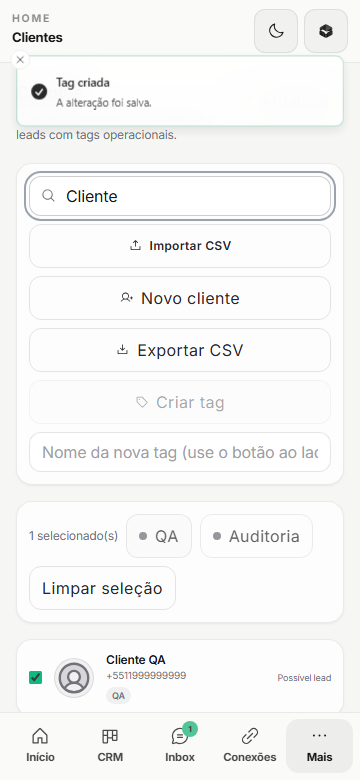 HOME
Clientes
Tag criada
A alteração foi salva.
leads com tags operacionais.
Cliente
Importar CSV
Novo cliente
Exportar CSV
Criar tag
Nome da nova tag (use o botão ao lac
1 selecionado(s)
QA
Auditoria
Limpar seleção
Cliente QA
+5511999999999
Possível lead
QA
1
Início
CRM
Inbox
Conexões
Mais